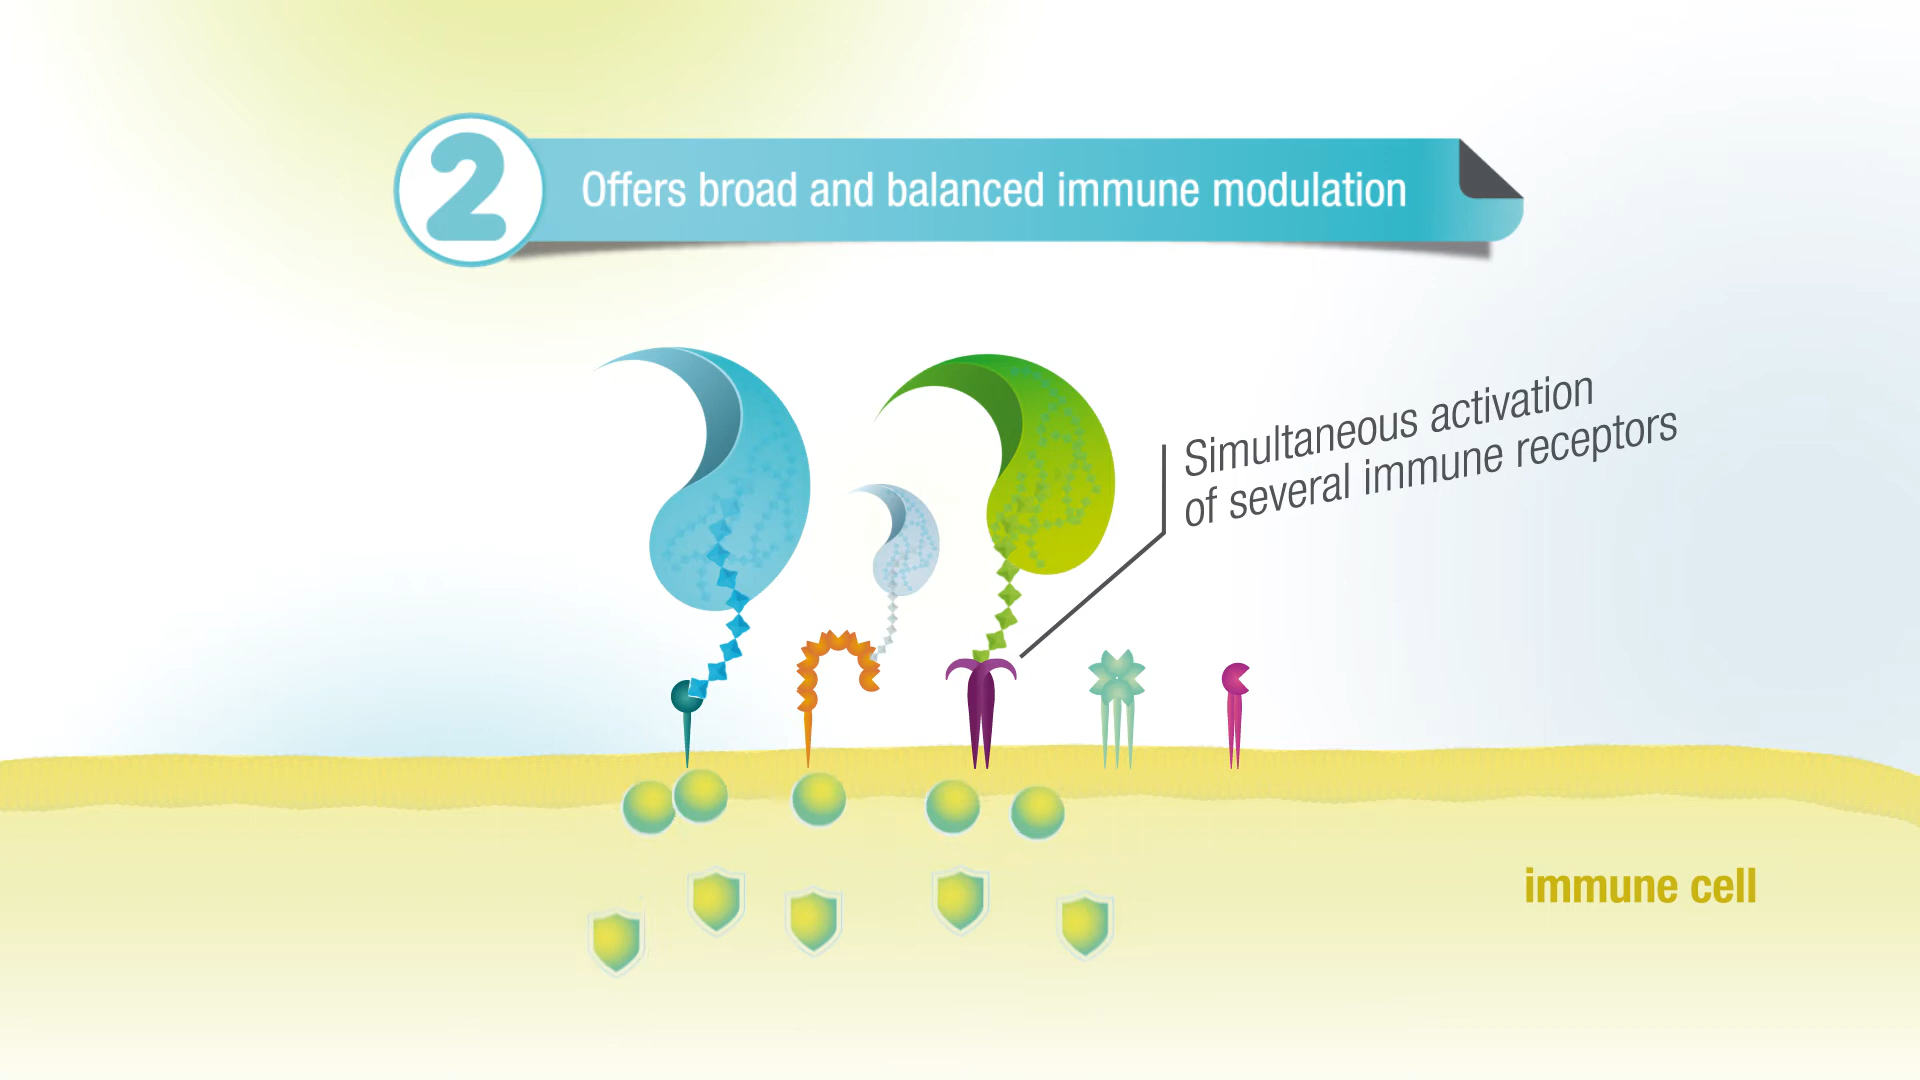 2
Offers broad and balanced immune modulation
Simultaneous activation
of several immune receptors
immune cell